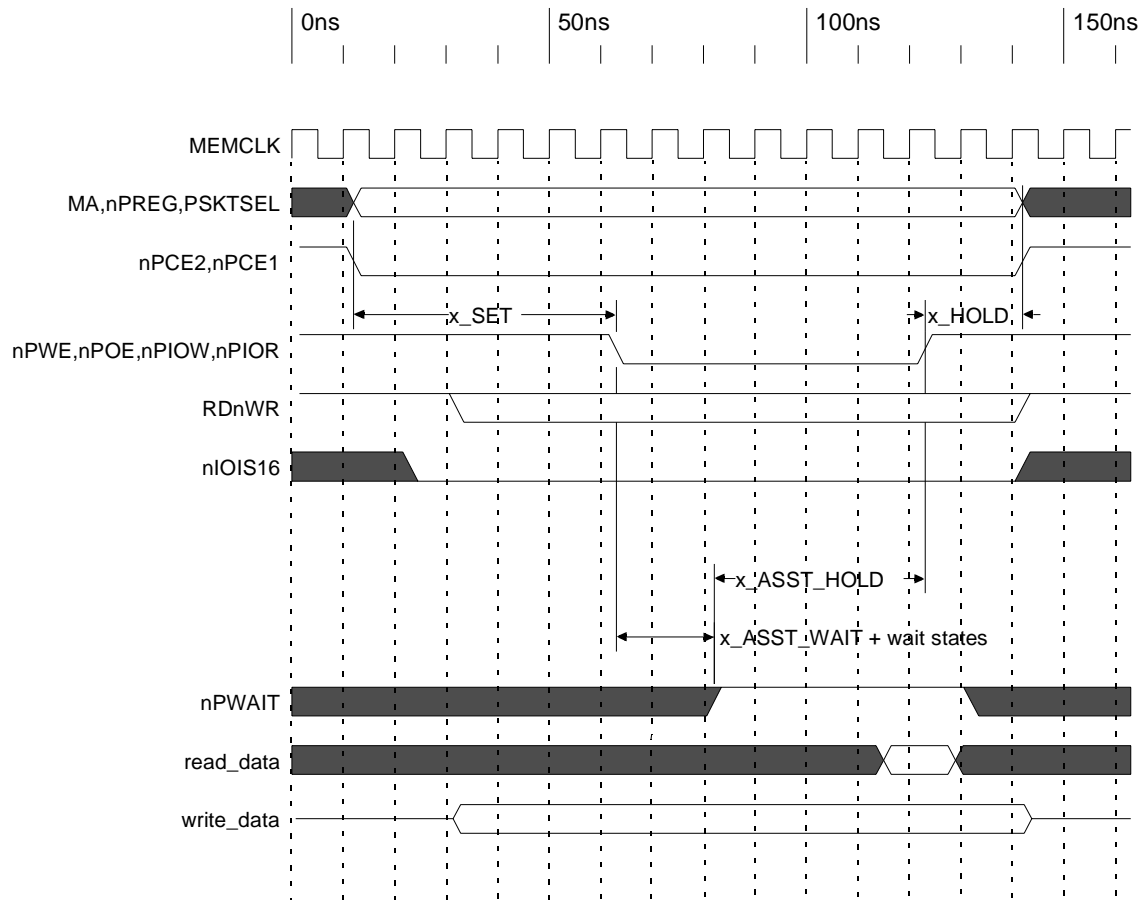 0ns 50ns 100ns 150ns
MEMCLK
MA,nPREG,PSKTSEL
nPCE2,nPCE1
x_SET x_HOLD
nPWE,nPOE,nPIOW,nPIOR
RDnWR
nIOIS16
x_ASST_HOLD
x_ASST_WAIT + wait states
nPWAIT
read_data
write_data